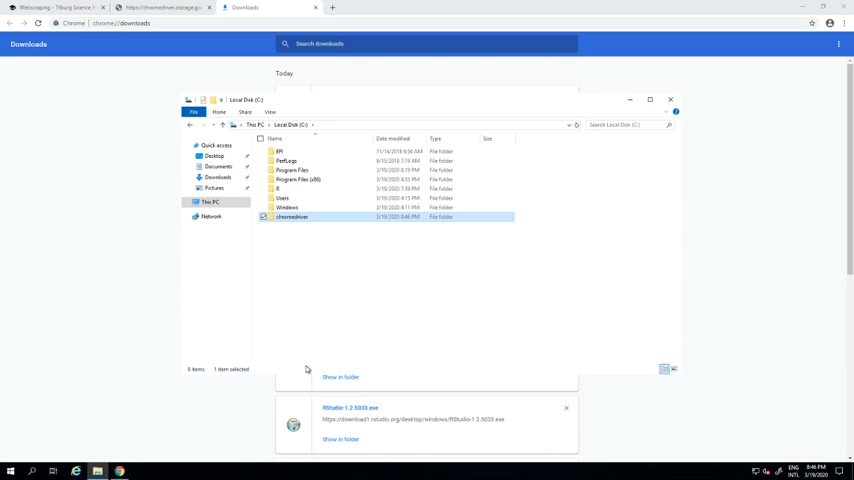 Webscraping - Tilburg Science H
https://chromedriver.storage.go
Downloads
Chrome | chrome://downloads
Downloads
Search downloads
Today
Local Disk (C:)
File Home Share View
This PC > Local Disk (C:) >
Search Local Disk (C:)
Name Date modified Type Size
Quick access
Desktop
Documents
Downloads
Pictures
This PC
Network
EFI 11/14/2018 6:56 AM File folder
PerfLogs 9/15/2018 7:19 AM File folder
Program Files 3/19/2020 8:19 PM File folder
Program Files (x86) 3/19/2020 4:53 PM File folder
R 3/19/2020 7:59 PM File folder
Users 3/19/2020 4:15 PM File folder
Windows 3/19/2020 4:11 PM File folder
chromedriver 3/19/2020 8:46 PM File folder
8 items 1 item selected
Show in folder
RStudio-1.2.5033.exe
https://download1.rstudio.org/desktop/windows/RStudio-1.2.5033.exe
Show in folder
ENG
INTL
8:46 PM
3/19/2020